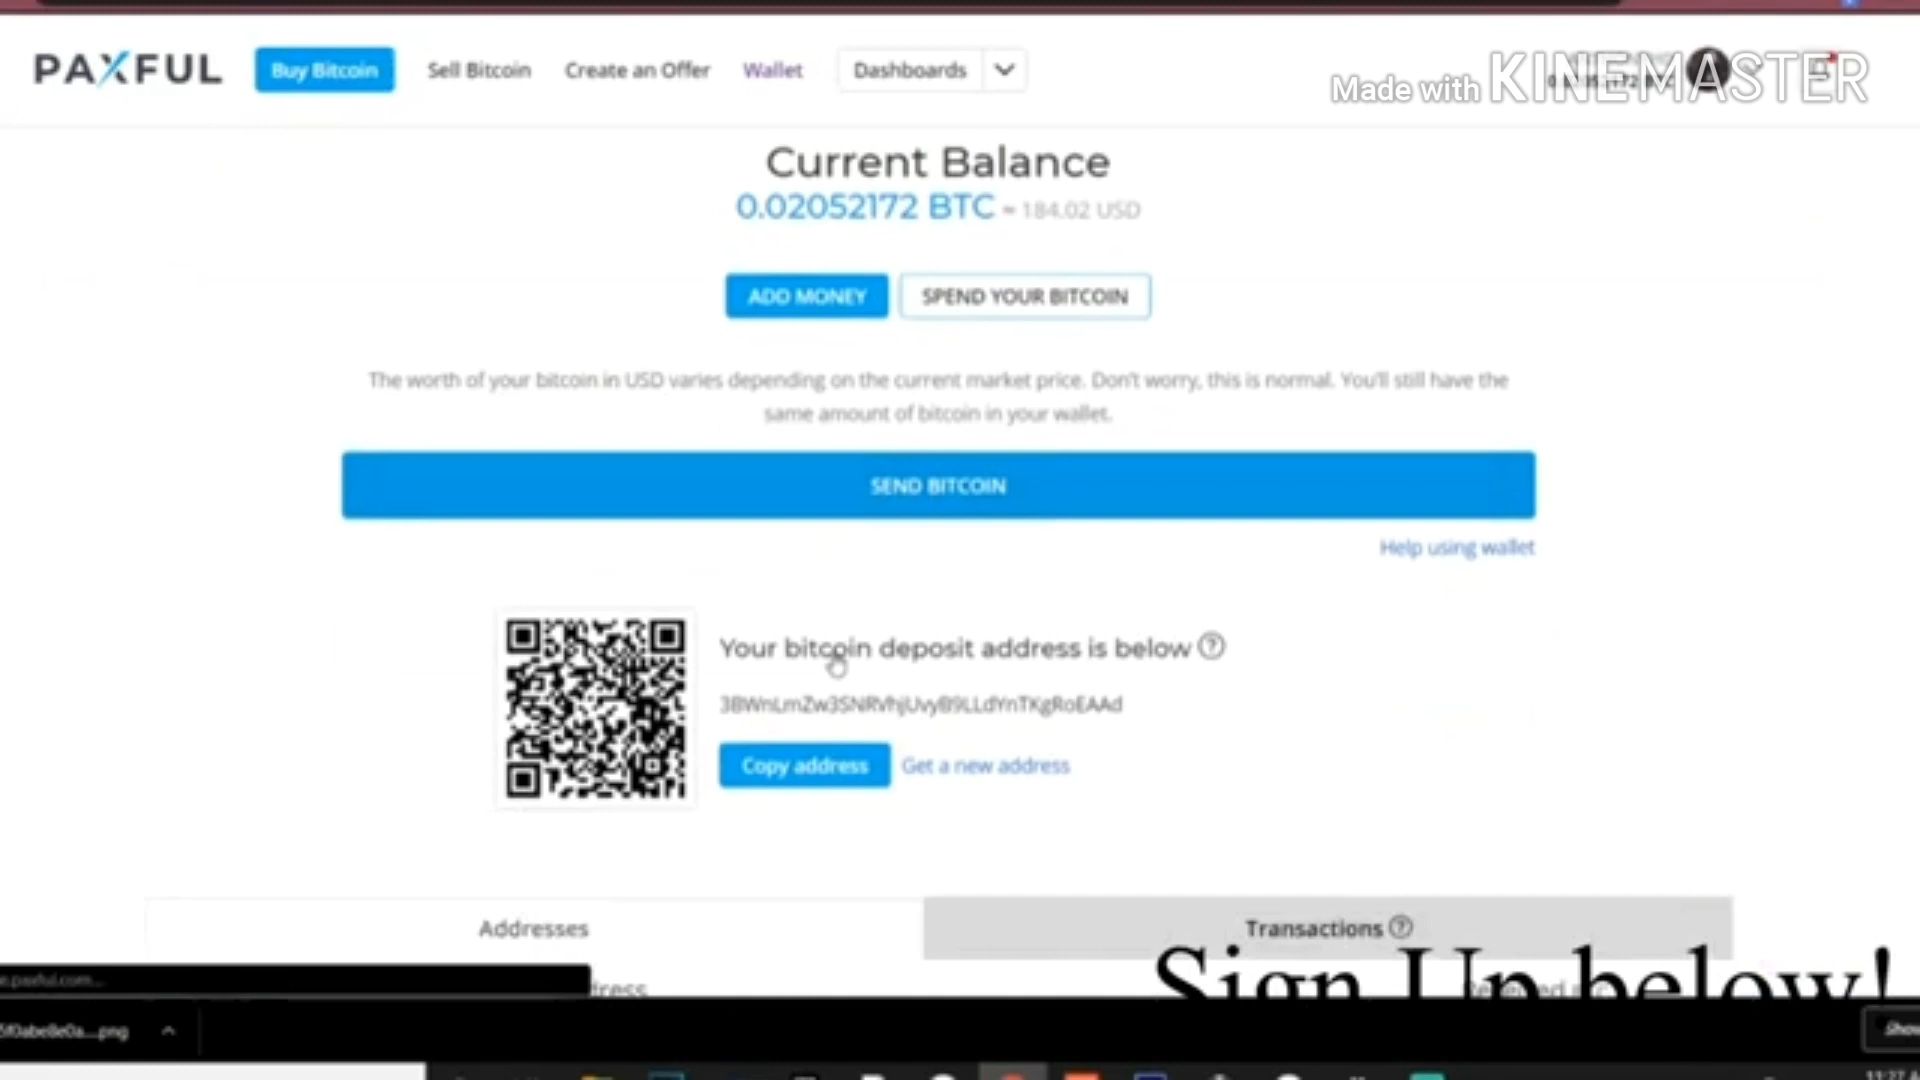 PAXFUL
Buy Bitcoin
Sell Bitcoin
Create an Offer
Wallet
Dashboards
Made with KINEMASTER
Current Balance
0.02052172 BTC ≈ 184.02 USD
ADD MONEY
SPEND YOUR BITCOIN
The worth of your bitcoin in USD varies depending on the current market price. Don't worry, this is normal. You'll still have the
same amount of bitcoin in your wallet.
SEND BITCOIN
Help using wallet
Your bitcoin deposit address is below
3BWnLmZw3SNRVhjUvyB9LLdYnTKgRoEAAd
Copy address
Get a new address
Addresses
Transactions
Sign Up below!